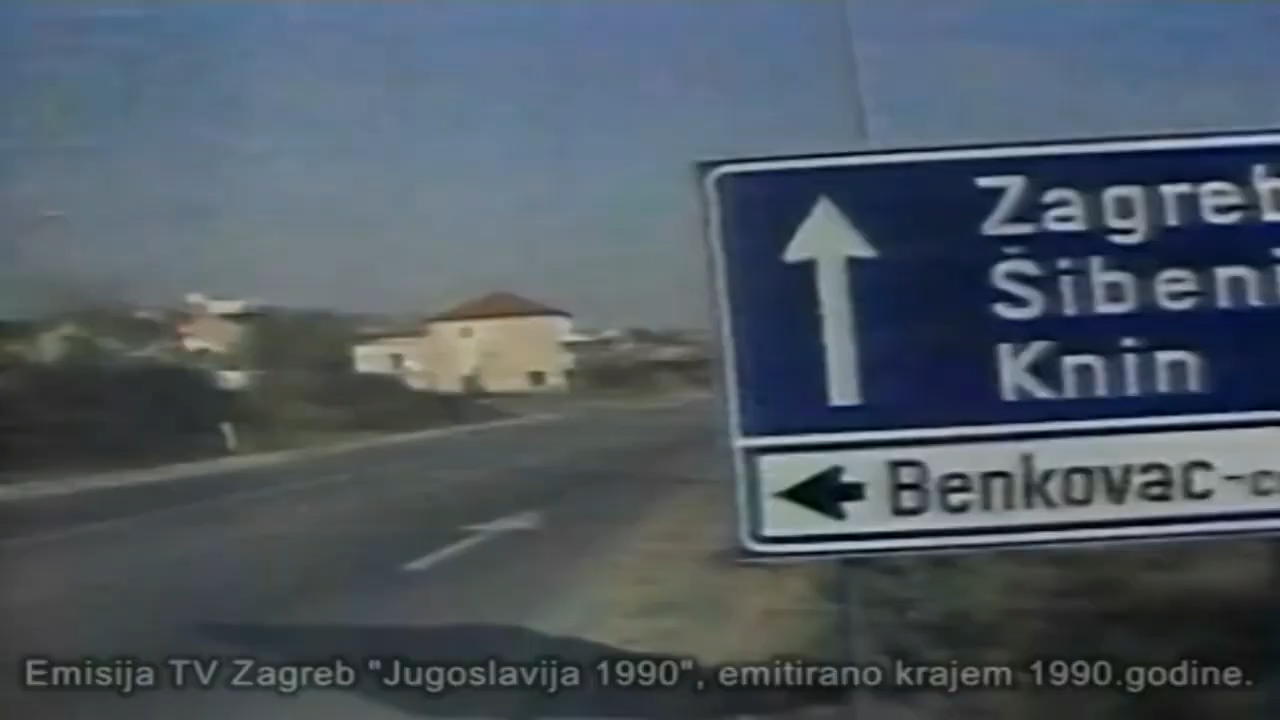 Zagreb
Šibeni
Knin
Benkovac-c
Emisija TV Zagreb "Jugoslavija 1990", emitirano krajem 1990.godine.